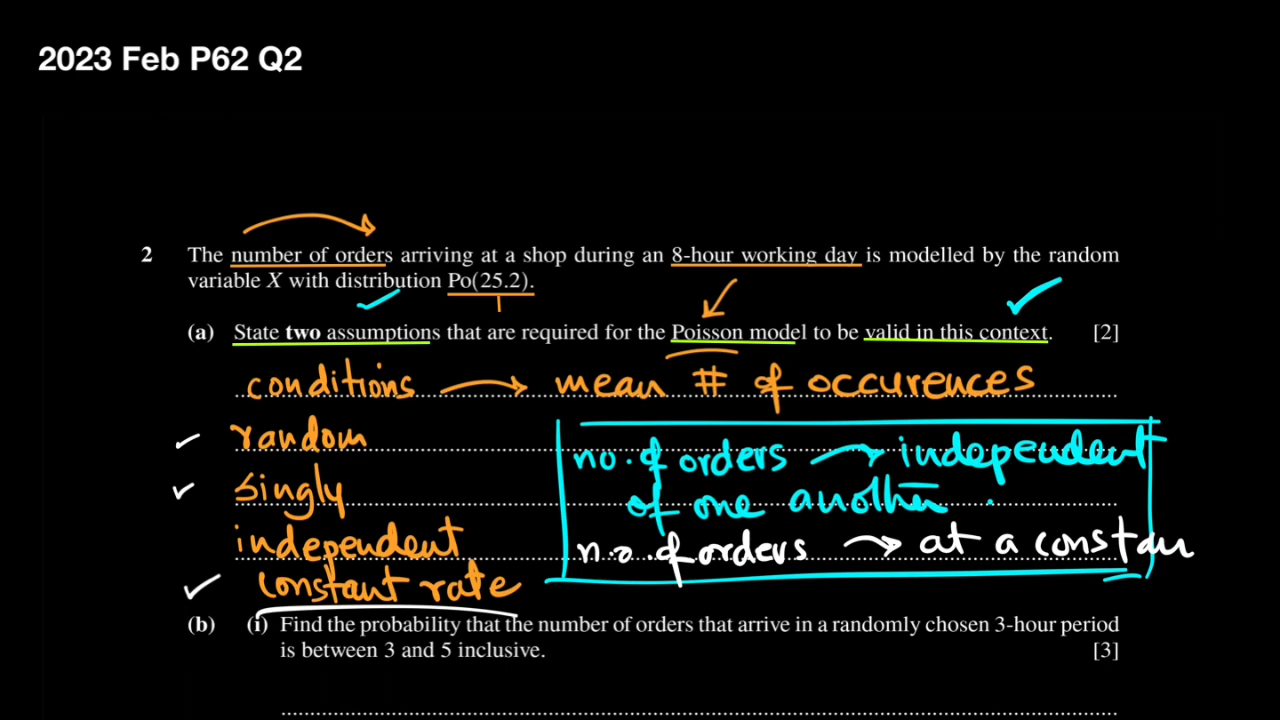 2023 Feb P62 Q2
2 The number of orders arriving at a shop during an 8-hour working day is modelled by the random
variable X with distribution Po(25.2).
(a) State two assumptions that are required for the Poisson model to be valid in this context. [2]
conditions → mean # of occurences
random
singly
independent
constant rate
no. of orders → independent
of one another.
no. of orders → at a constan
(b) (i) Find the probability that the number of orders that arrive in a randomly chosen 3-hour period
is between 3 and 5 inclusive. [3]